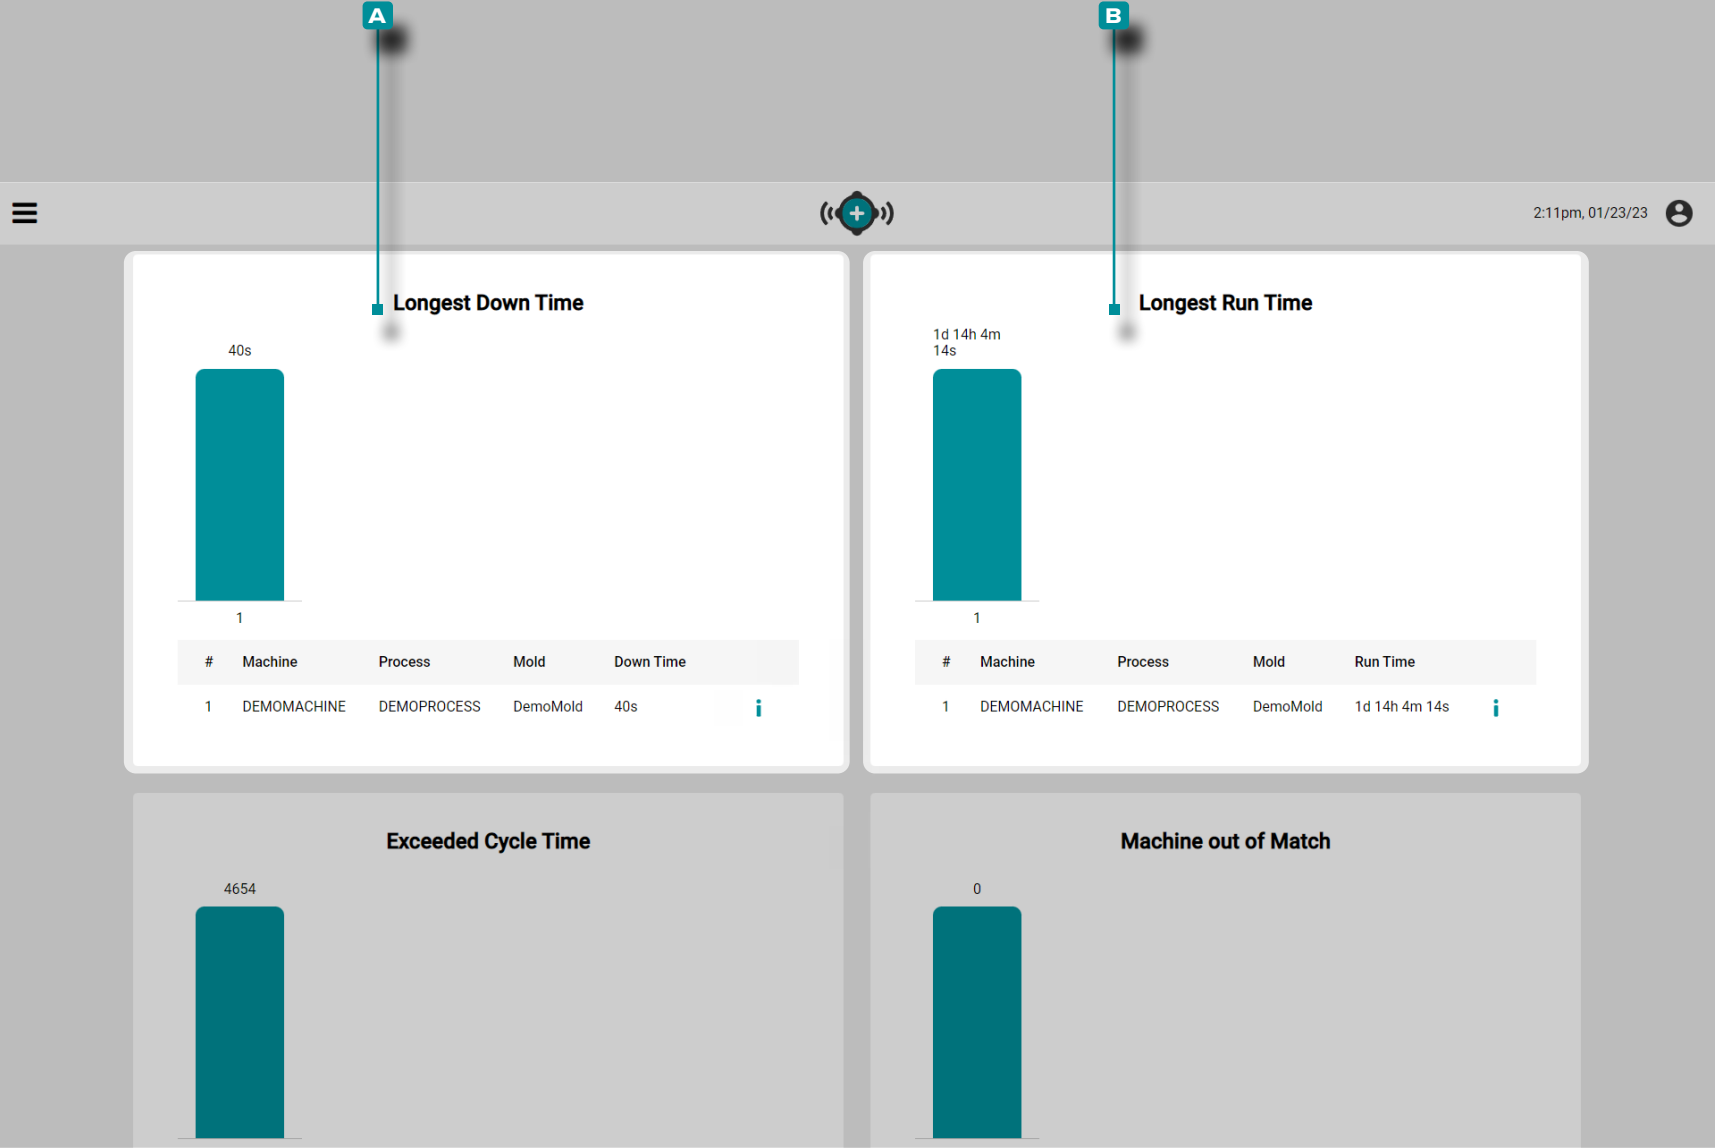 A
B
2:11pm, 01/23/23
Longest Down Time
40s
1
# Machine Process Mold Down Time
1 DEMOMACHINE DEMOPROCESS DemoMold 40s
Longest Run Time
1d 14h 4m
14s
1
# Machine Process Mold Run Time
1 DEMOMACHINE DEMOPROCESS DemoMold 1d 14h 4m 14s
Exceeded Cycle Time
4654
Machine out of Match
0